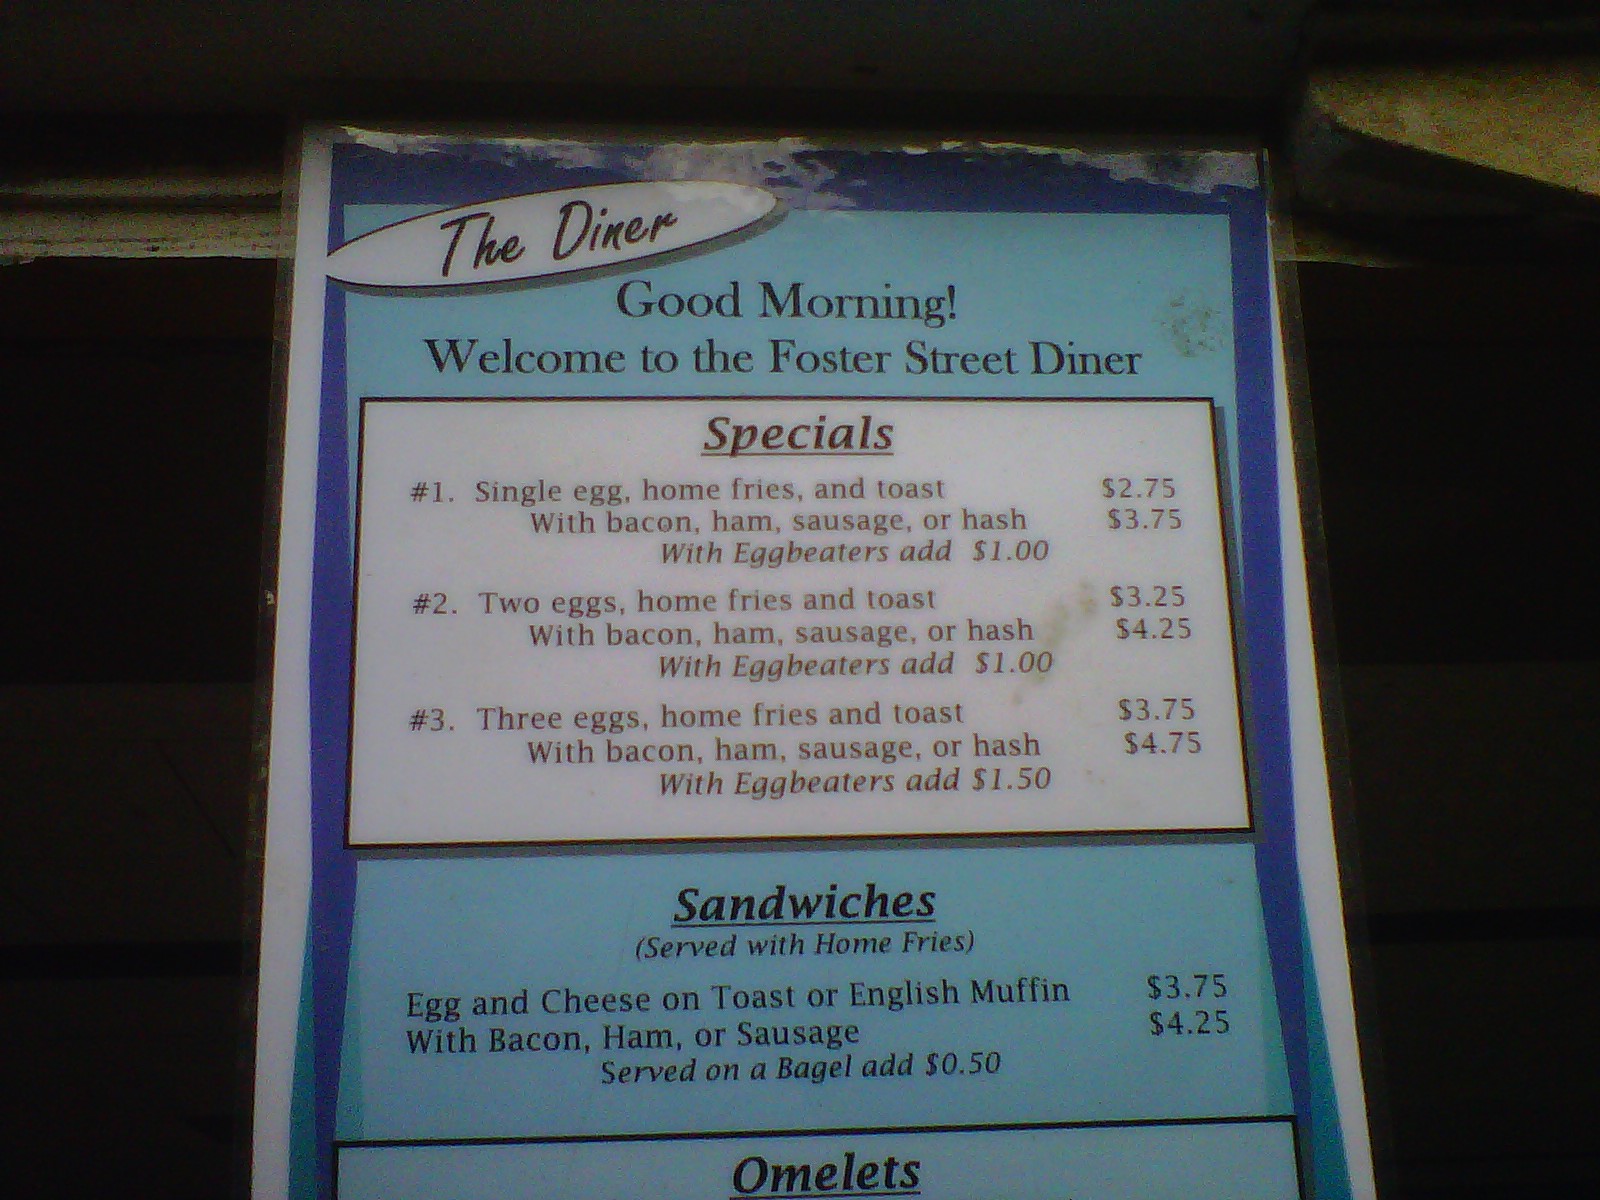 The Diner
Good Morning!
Welcome to the Foster Street Diner
Specials
#1. Single egg, home fries, and toast $2.75
With bacon, ham, sausage, or hash $3.75
With Eggbeaters add $1.00
#2. Two eggs, home fries and toast $3.25
With bacon, ham, sausage, or hash $4.25
With Eggbeaters add $1.00
#3. Three eggs, home fries and toast $3.75
With bacon, ham, sausage, or hash $4.75
With Eggbeaters add $1.50
Sandwiches
(Served with Home Fries)
Egg and Cheese on Toast or English Muffin $3.75
With Bacon, Ham, or Sausage $4.25
Served on a Bagel add $0.50
Omelets